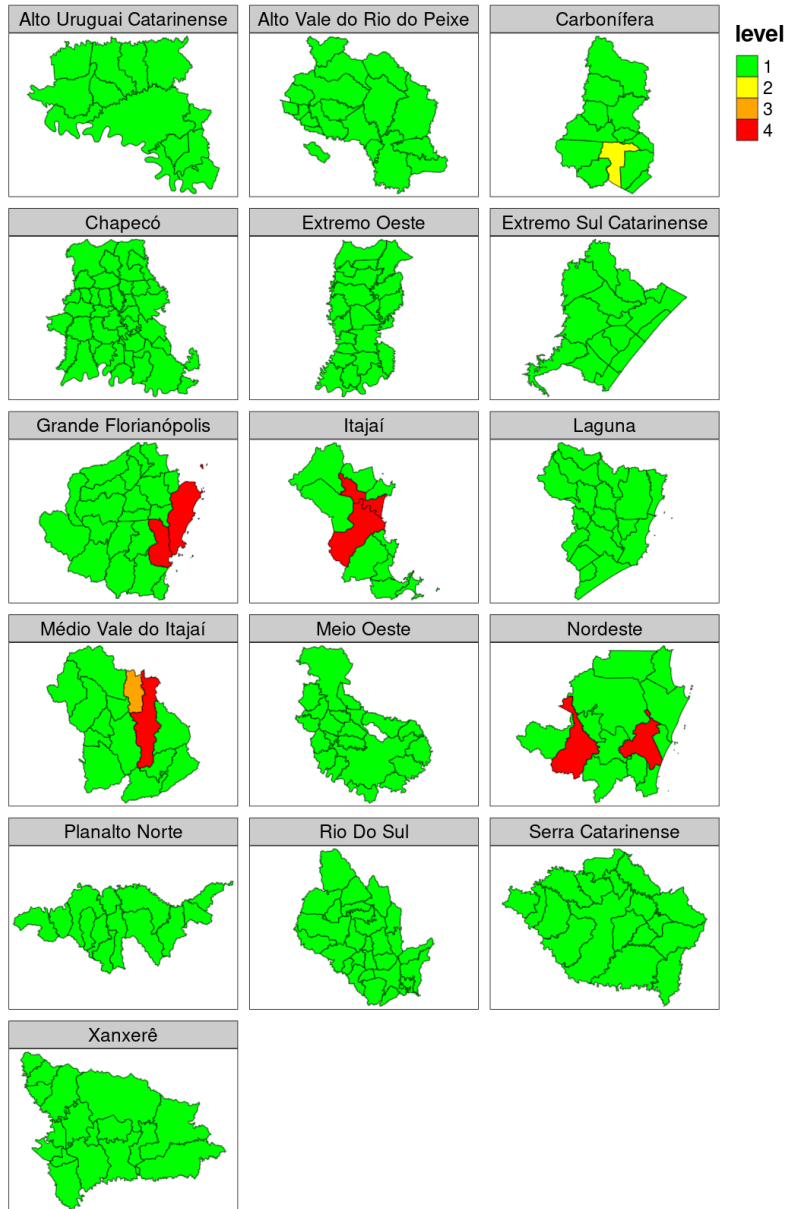 Alto Uruguai Catarinense
Alto Vale do Rio do Peixe
Carbonífera
level
1
2
3
4
Chapecó
Extremo Oeste
Extremo Sul Catarinense
Grande Florianópolis
Itajaí
Laguna
Médio Vale do Itajaí
Meio Oeste
Nordeste
Planalto Norte
Rio Do Sul
Serra Catarinense
Xanxerê